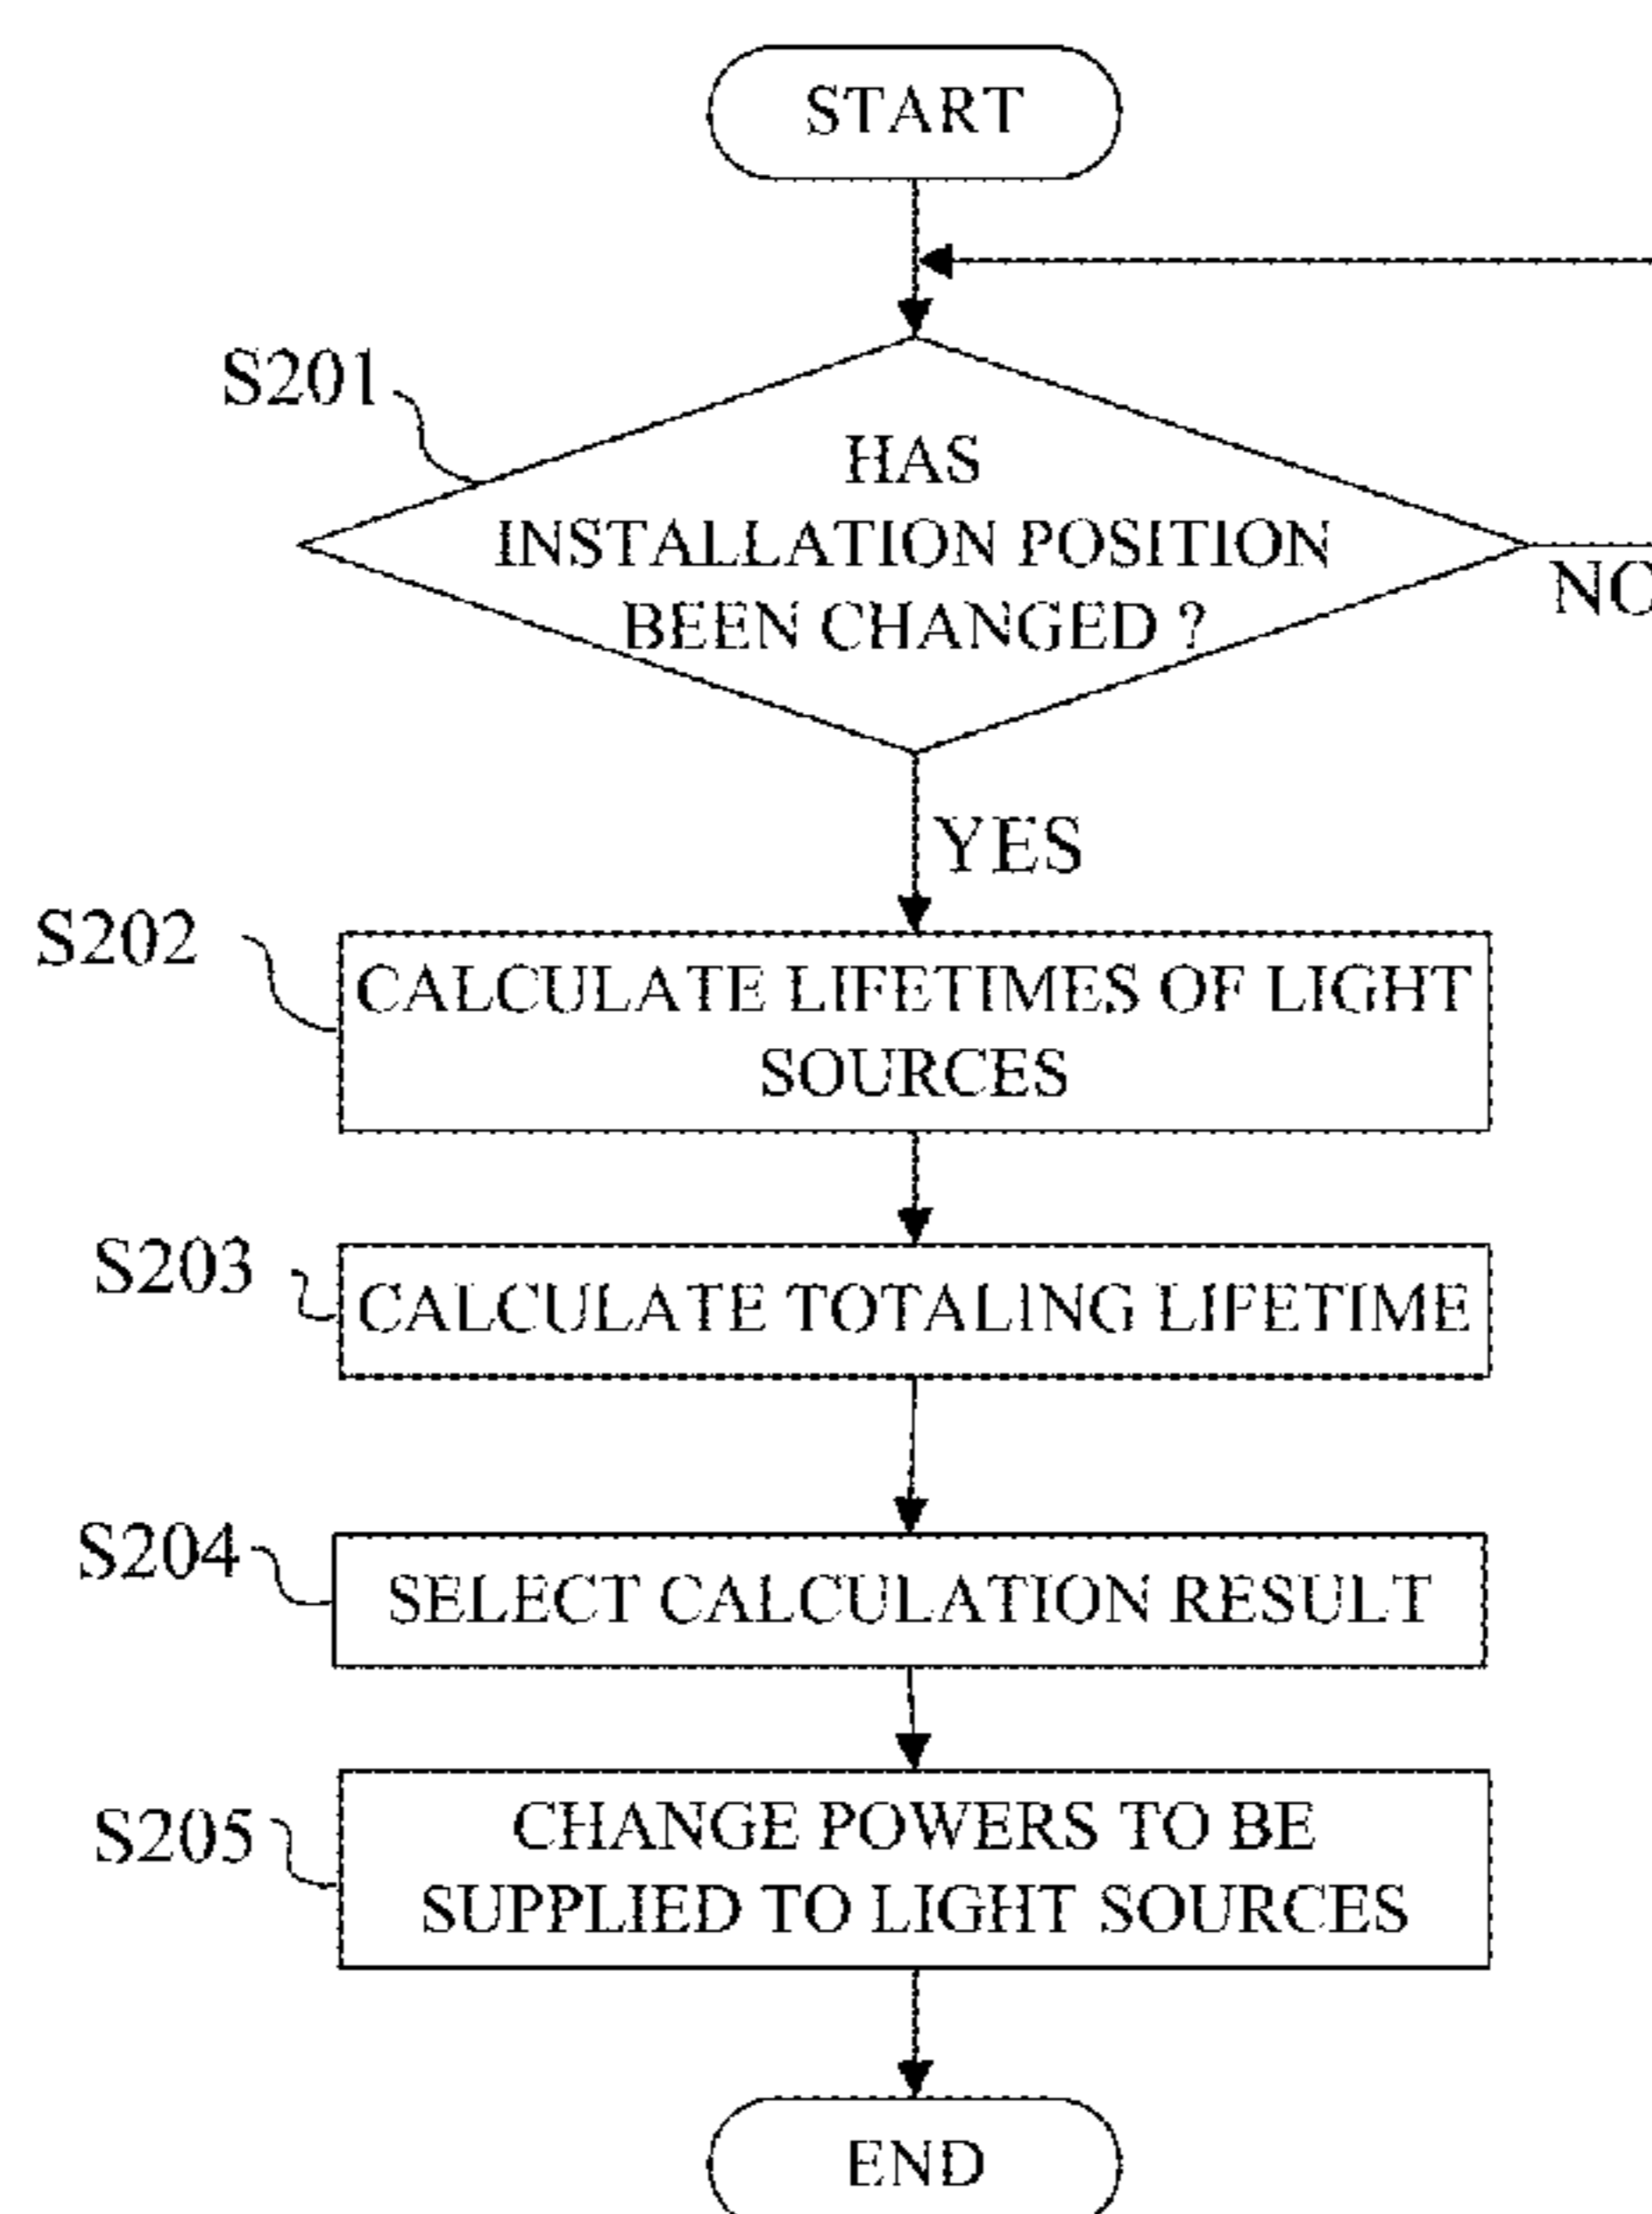 START
S201
HAS
INSTALLATION POSITION
BEEN CHANGED ?
NO
YES
S202
CALCULATE LIFETIMES OF LIGHT
SOURCES
S203
CALCULATE TOTALING LIFETIME
S204
SELECT CALCULATION RESULT
S205
CHANGE POWERS TO BE
SUPPLIED TO LIGHT SOURCES
END